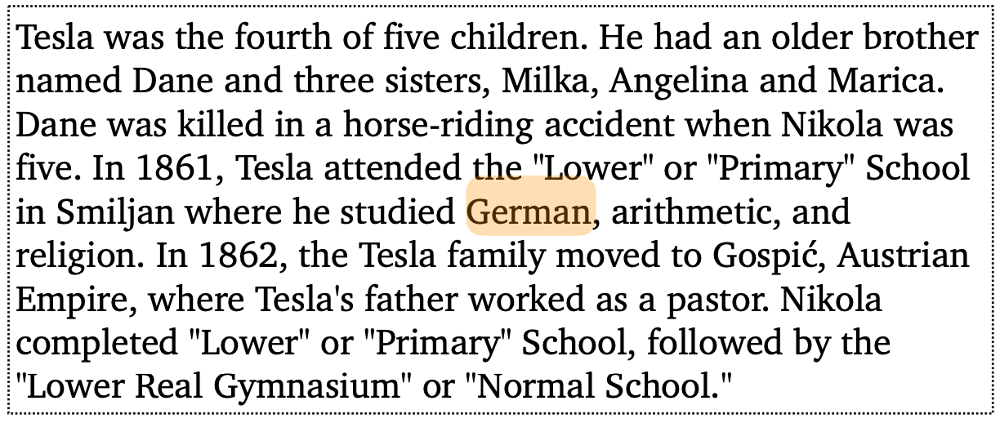 Tesla was the fourth of five children. He had an older brother
named Dane and three sisters, Milka, Angelina and Marica.
Dane was killed in a horse-riding accident when Nikola was
five. In 1861, Tesla attended the "Lower" or "Primary" School
in Smiljan where he studied German, arithmetic, and
religion. In 1862, the Tesla family moved to Gospić, Austrian
Empire, where Tesla's father worked as a pastor. Nikola
completed "Lower" or "Primary" School, followed by the
"Lower Real Gymnasium" or "Normal School."